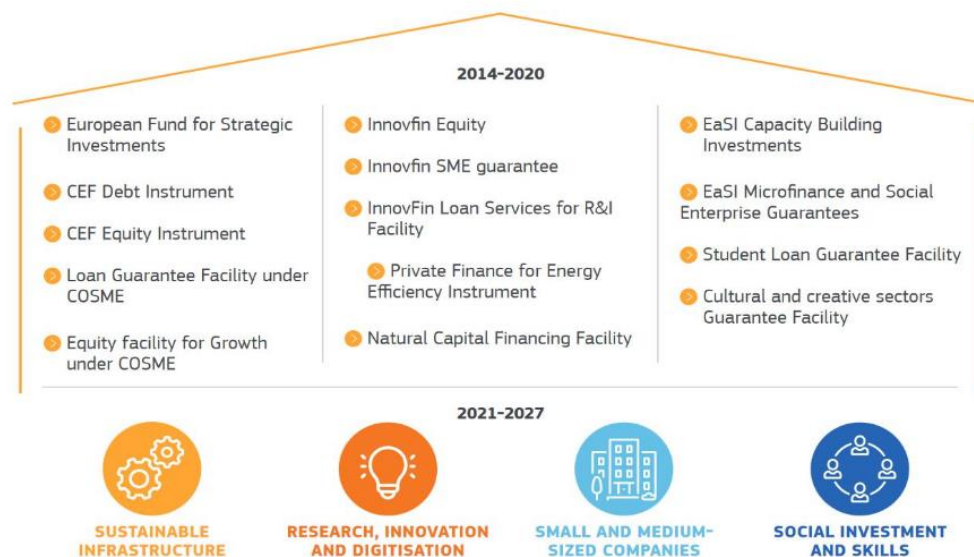 2014-2020
European Fund for Strategic
Investments
CEF Debt Instrument
CEF Equity Instrument
Loan Guarantee Facility under
COSME
Equity facility for Growth
under COSME
Innovfin Equity
Innovfin SME guarantee
InnovFin Loan Services for R&I
Facility
Private Finance for Energy
Efficiency Instrument
Natural Capital Financing Facility
EaSI Capacity Building
Investments
EaSI Microfinance and Social
Enterprise Guarantees
Student Loan Guarantee Facility
Cultural and creative sectors
Guarantee Facility
2021-2027
SUSTAINABLE
INFRASTRUCTURE
RESEARCH, INNOVATION
AND DIGITISATION
SMALL AND MEDIUM-
SIZED COMPANIES
SOCIAL INVESTMENT
AND SKILLS